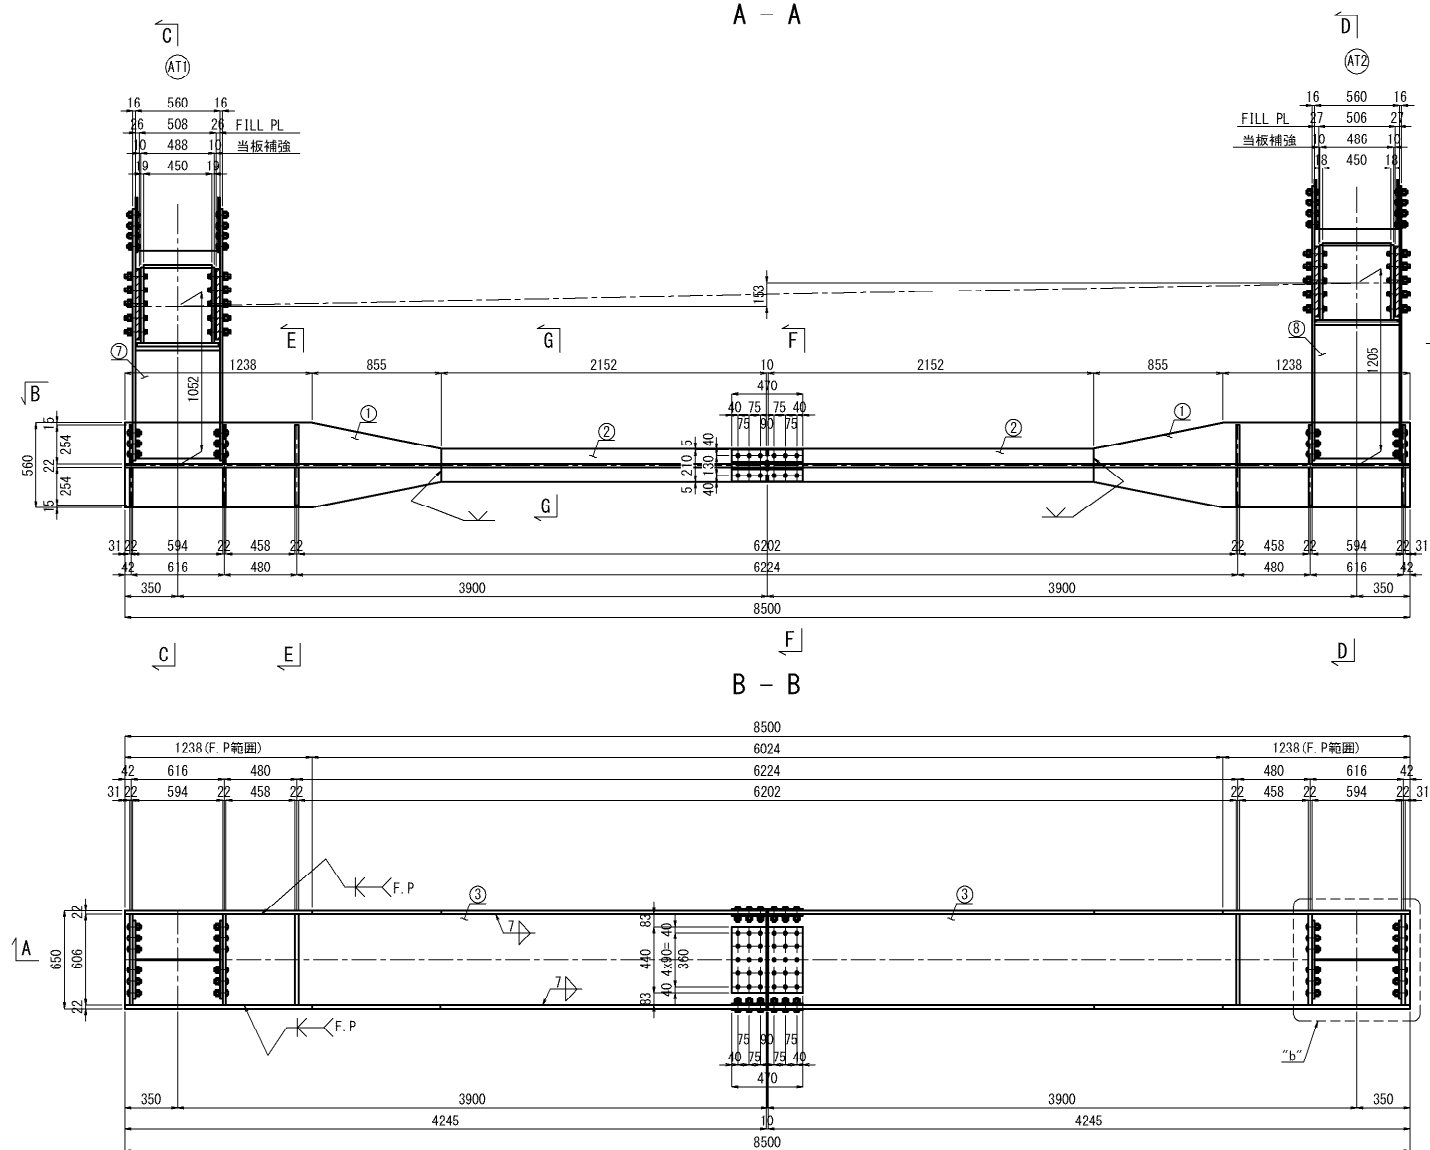 A － A
C
D
AT1
AT2
16 560 16
16 560 16
26 508 26 FILL PL
FILL PL 27 506 27
10 488 10 当板補強
当板補強 10 486 10
19 450 19
18 450 18
153
E
G
F
7
8
1052
1205
B
1238 855 2152 10 2152 855 1238
470
40 75 75 40
75 90 75
1
2
2
1
15
254
22
254
15
560
5
210
5
40
130
40
G
31 22 594 22 458 22 6202 22 458 22 594 22 31
42 616 480 6224 480 616 42
350 3900 3900 350
8500
C
E
F
D
B － B
8500
1238(F.P範囲) 6024 1238(F.P範囲)
42 616 480 6224 480 616 42
31 22 594 22 458 22 6202 22 458 22 594 22 31
F.P
3
3
7
A
22
606
22
650
83
440
83
40
4x90=
360
40
7
F.P
75 90 75
40 75 75 40
470
"b"
350 3900 3900 350
4245 10 4245
8500